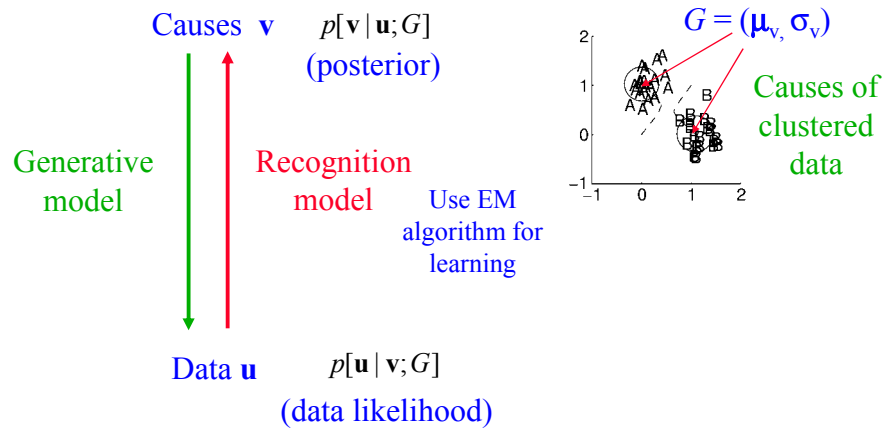 Causes v
p[v | u;G]
(posterior)
G = (μv, σv)
Causes of
clustered
data
2
1
0
−1
−1 0 1 2
A A A A A A A A A A A A
B B B B B B B B B B B B
Generative
model
Recognition
model
Use EM
algorithm for
learning
Data u
p[u | v;G]
(data likelihood)